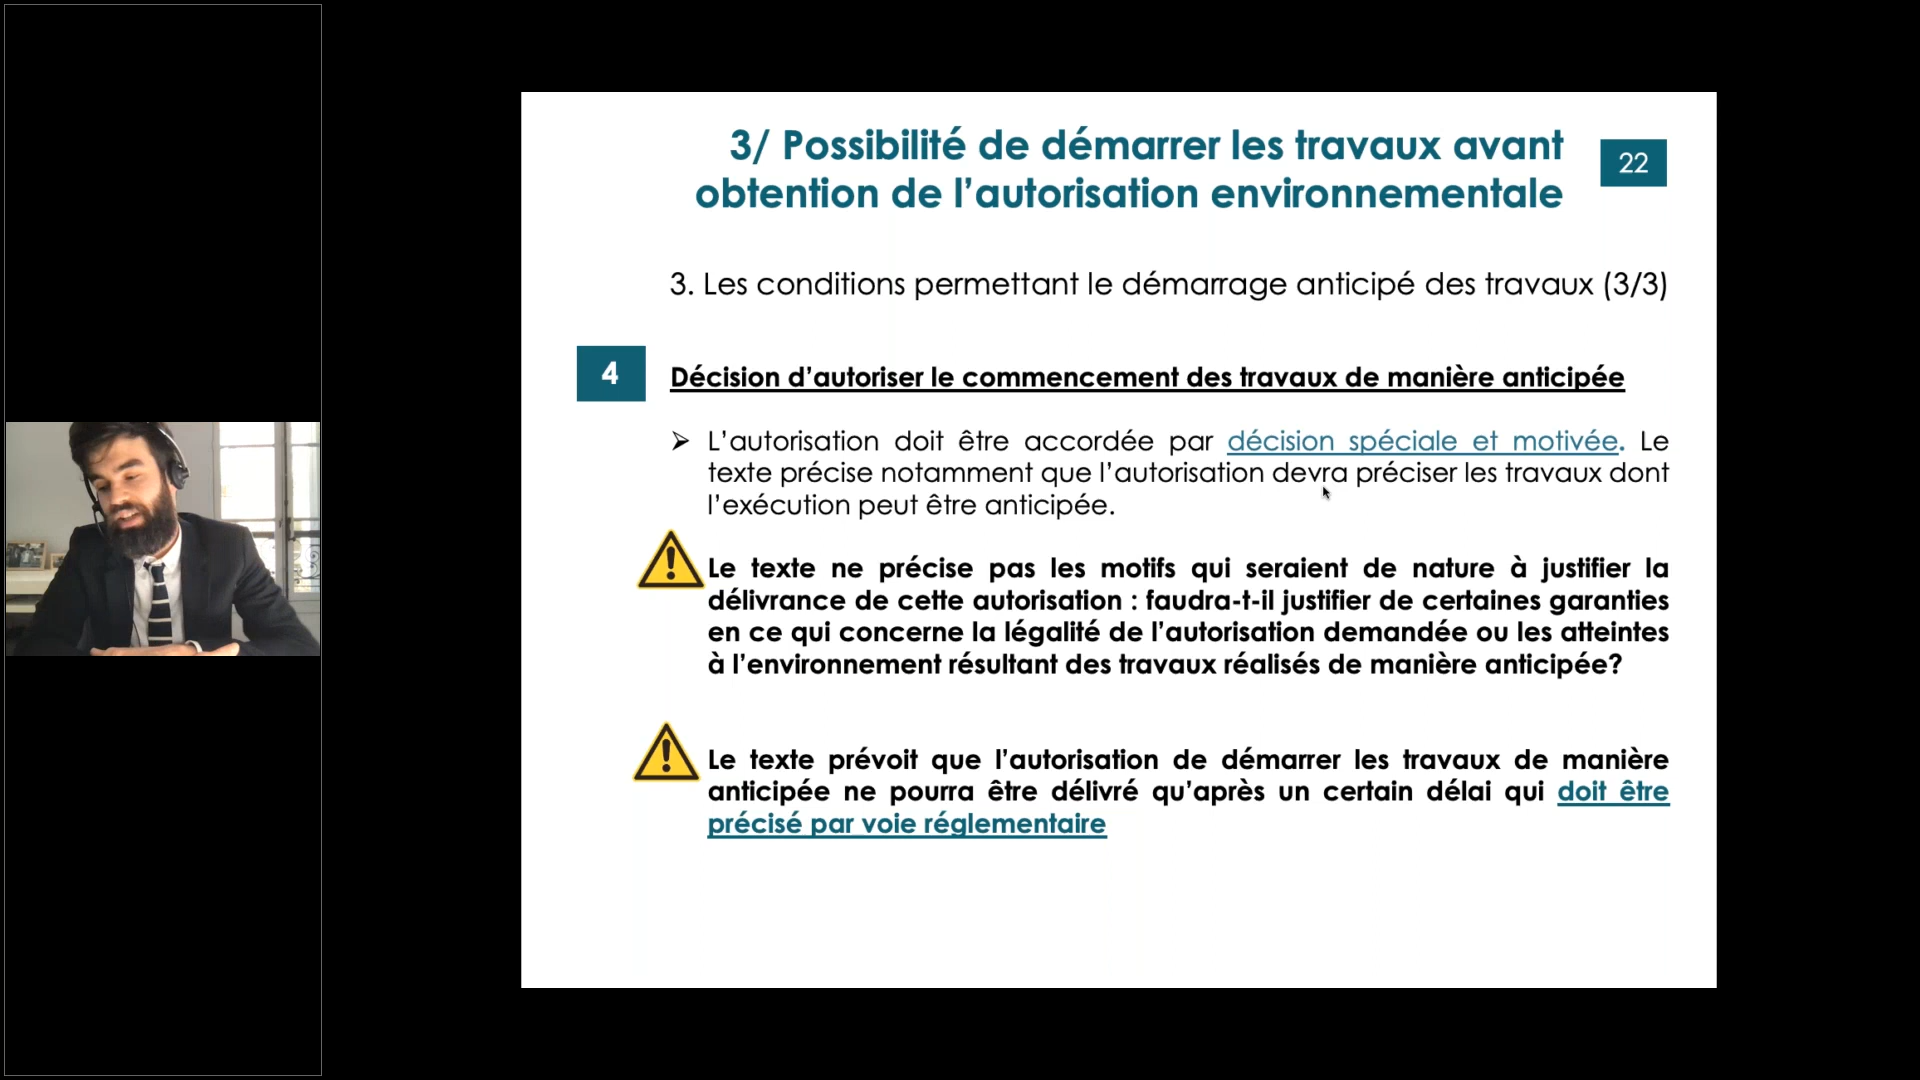 3/ Possibilité de démarrer les travaux avant
obtention de l’autorisation environnementale
22
3. Les conditions permettant le démarrage anticipé des travaux (3/3)
4
Décision d’autoriser le commencement des travaux de manière anticipée
L’autorisation doit être accordée par décision spéciale et motivée. Le
texte précise notamment que l’autorisation devra préciser les travaux dont
l’exécution peut être anticipée.
Le texte ne précise pas les motifs qui seraient de nature à justifier la
délivrance de cette autorisation : faudra-t-il justifier de certaines garanties
en ce qui concerne la légalité de l’autorisation demandée ou les atteintes
à l’environnement résultant des travaux réalisés de manière anticipée?
Le texte prévoit que l’autorisation de démarrer les travaux de manière
anticipée ne pourra être délivré qu’après un certain délai qui doit être
précisé par voie réglementaire